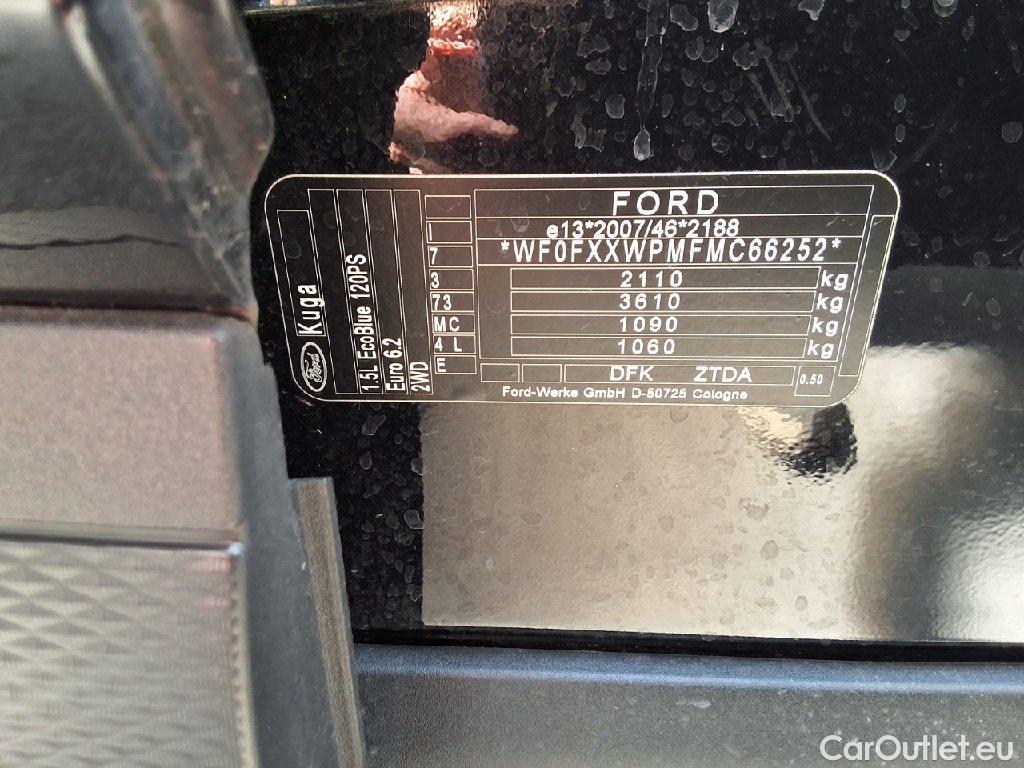 Ford
Kuga
1.5L EcoBlue 120PS
Euro 6.2
2WD
I
7
3
73
MC
4 L
E
FORD
e13*2007/46*2188
*WF0FXXWPMFMC66252*
2110 kg
3610 kg
1090 kg
1060 kg
DFK ZTDA 0.50
Ford-Werke GmbH D-50725 Cologne
CarOutlet.eu